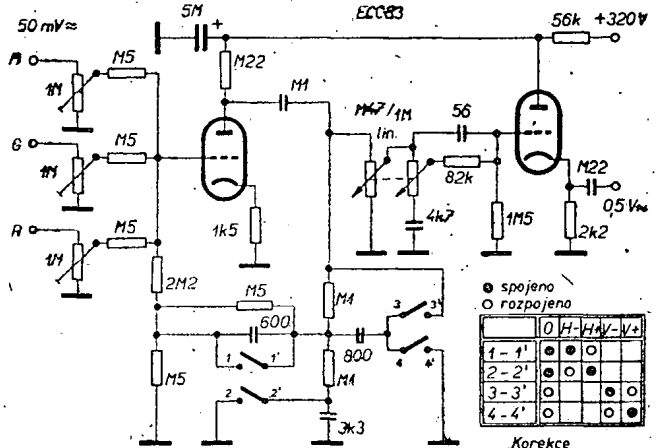 ECC83
50 mV≈
5M
+
56k
+320V
M
M5
M22
1M
M1
M47/1M
lin.
56
G
M5
1M
82k
M22
R
M5
1k5
4k7
1M5
2k2
0,5V≈
1M
2M2
M5
M1
600
800
3 3'
4 4'
1 1'
2 2'
M5
M1
3k3
spojeno
rozpojeno
0 H- H+ V- V+
1-1'
2-2'
3-3'
4-4'
Korekce